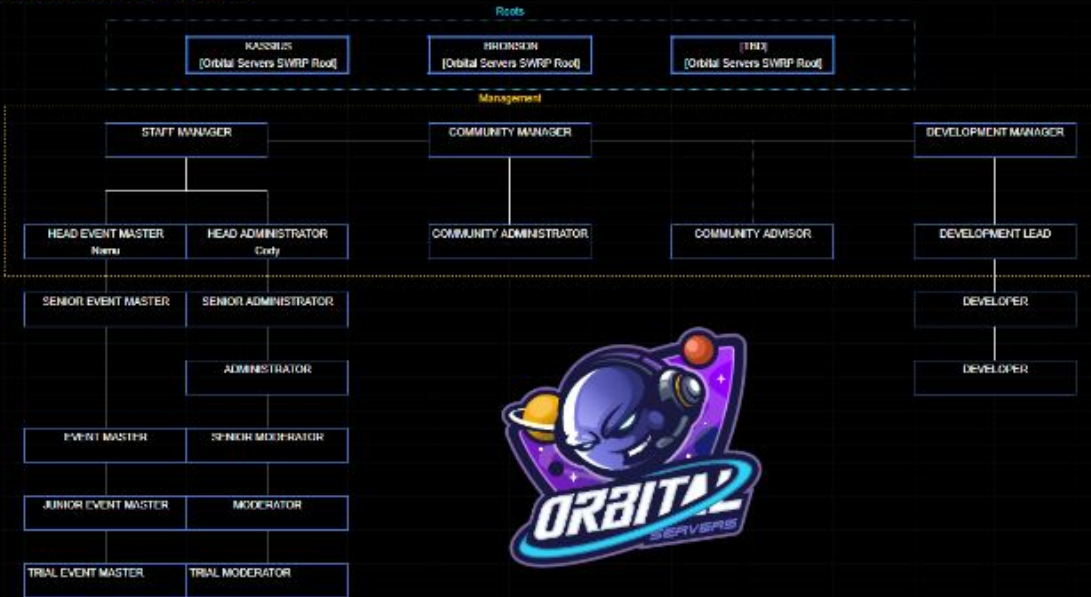 Roots
KASSIUS
[Orbital Servers SWRP Root]
BRONSON
[Orbital Servers SWRP Root]
[TBD]
[Orbital Servers SWRP Root]
Management
STAFF MANAGER
COMMUNITY MANAGER
DEVELOPMENT MANAGER
HEAD EVENT MASTER
Namu
HEAD ADMINISTRATOR
Cody
COMMUNITY ADMINISTRATOR
COMMUNITY ADVISOR
DEVELOPMENT LEAD
SENIOR EVENT MASTER
SENIOR ADMINISTRATOR
DEVELOPER
ADMINISTRATOR
DEVELOPER
EVENT MASTER
SENIOR MODERATOR
JUNIOR EVENT MASTER
MODERATOR
TRIAL EVENT MASTER
TRIAL MODERATOR
ORBITAL
SERVERS